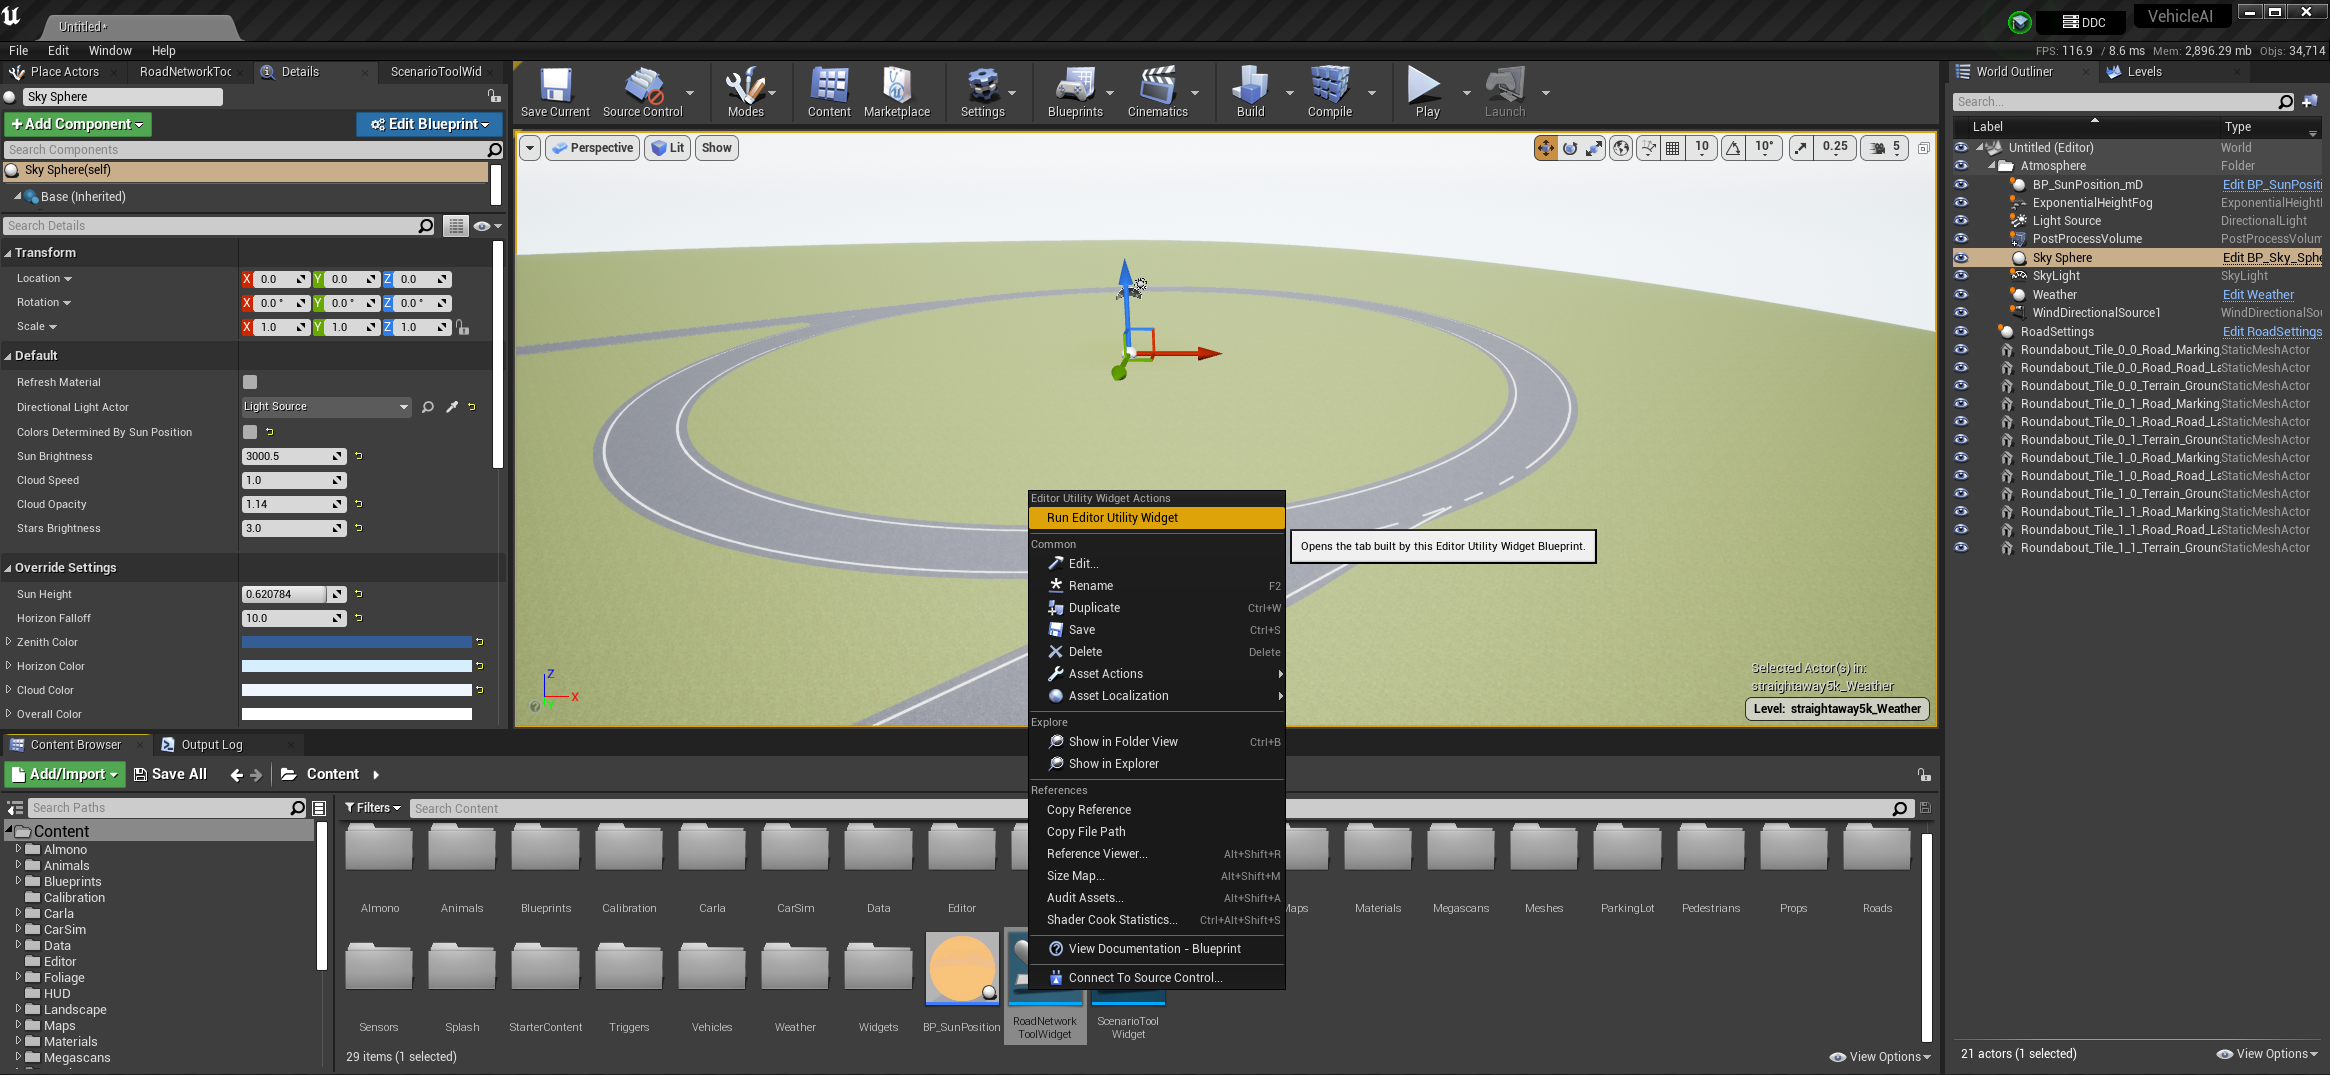 Untitled*
DDC
VehicleAI
File Edit Window Help
FPS: 116.9 / 8.6 ms Mem: 2,896.29 mb Objs: 34,714
Place Actors
RoadNetworkToo
Details
ScenarioToolWid
Sky Sphere
Add Component
Edit Blueprint
Search Components
Sky Sphere(self)
Base (Inherited)
Search Details
Transform
Location X 0.0 Y 0.0 Z 0.0
Rotation X 0.0 ° Y 0.0 ° Z 0.0 °
Scale X 1.0 Y 1.0 Z 1.0
Default
Refresh Material
Directional Light Actor Light Source
Colors Determined By Sun Position
Sun Brightness 3000.5
Cloud Speed 1.0
Cloud Opacity 1.14
Stars Brightness 3.0
Override Settings
Sun Height 0.620784
Horizon Falloff 10.0
Zenith Color
Horizon Color
Cloud Color
Overall Color
Save Current
Source Control
Modes
Content
Marketplace
Settings
Blueprints
Cinematics
Build
Compile
Play
Launch
Perspective
Lit
Show
10
10°
0.25
5
Z
X
Y
Selected Actor(s) in:
straightaway5k_Weather
Level: straightaway5k_Weather
Editor Utility Widget Actions
Run Editor Utility Widget
Opens the tab built by this Editor Utility Widget Blueprint.
Common
Edit...
Rename F2
Duplicate Ctrl+W
Save Ctrl+S
Delete Delete
Asset Actions
Asset Localization
Explore
Show in Folder View Ctrl+B
Show in Explorer
References
Copy Reference
Copy File Path
Reference Viewer... Alt+Shift+R
Size Map... Alt+Shift+M
Audit Assets... Alt+Shift+A
Shader Cook Statistics... Ctrl+Alt+Shift+S
View Documentation - Blueprint
Connect To Source Control...
World Outliner
Levels
Search...
Label Type
Untitled (Editor) World
Atmosphere Folder
BP_SunPosition_mD Edit BP_SunPositi
ExponentialHeightFog ExponentialHeight
Light Source DirectionalLight
PostProcessVolume PostProcessVolum
Sky Sphere Edit BP_Sky_Sphe
SkyLight SkyLight
Weather Edit Weather
WindDirectionalSource1 WindDirectionalSo
RoadSettings Edit RoadSettings
Roundabout_Tile_0_0_Road_Marking StaticMeshActor
Roundabout_Tile_0_0_Road_Road_La StaticMeshActor
Roundabout_Tile_0_0_Terrain_Ground StaticMeshActor
Roundabout_Tile_0_1_Road_Marking StaticMeshActor
Roundabout_Tile_0_1_Road_Road_La StaticMeshActor
Roundabout_Tile_0_1_Terrain_Ground StaticMeshActor
Roundabout_Tile_1_0_Road_Marking StaticMeshActor
Roundabout_Tile_1_0_Road_Road_La StaticMeshActor
Roundabout_Tile_1_0_Terrain_Ground StaticMeshActor
Roundabout_Tile_1_1_Road_Marking StaticMeshActor
Roundabout_Tile_1_1_Road_Road_La StaticMeshActor
Roundabout_Tile_1_1_Terrain_Ground StaticMeshActor
21 actors (1 selected)
View Options
Content Browser
Output Log
Add/Import
Save All
Content
Search Paths
Filters
Search Content
Content
Almono
Animals
Blueprints
Calibration
Carla
CarSim
Data
Editor
Foliage
HUD
Landscape
Maps
Materials
Megascans
Almono Animals Blueprints Calibration Carla CarSim Data Editor Maps Materials Megascans Meshes ParkingLot Pedestrians Props Roads
Sensors Splash StarterContent Triggers Vehicles Weather Widgets BP_SunPosition
RoadNetwork
ToolWidget
ScenarioTool
Widget
29 items (1 selected)
View Options